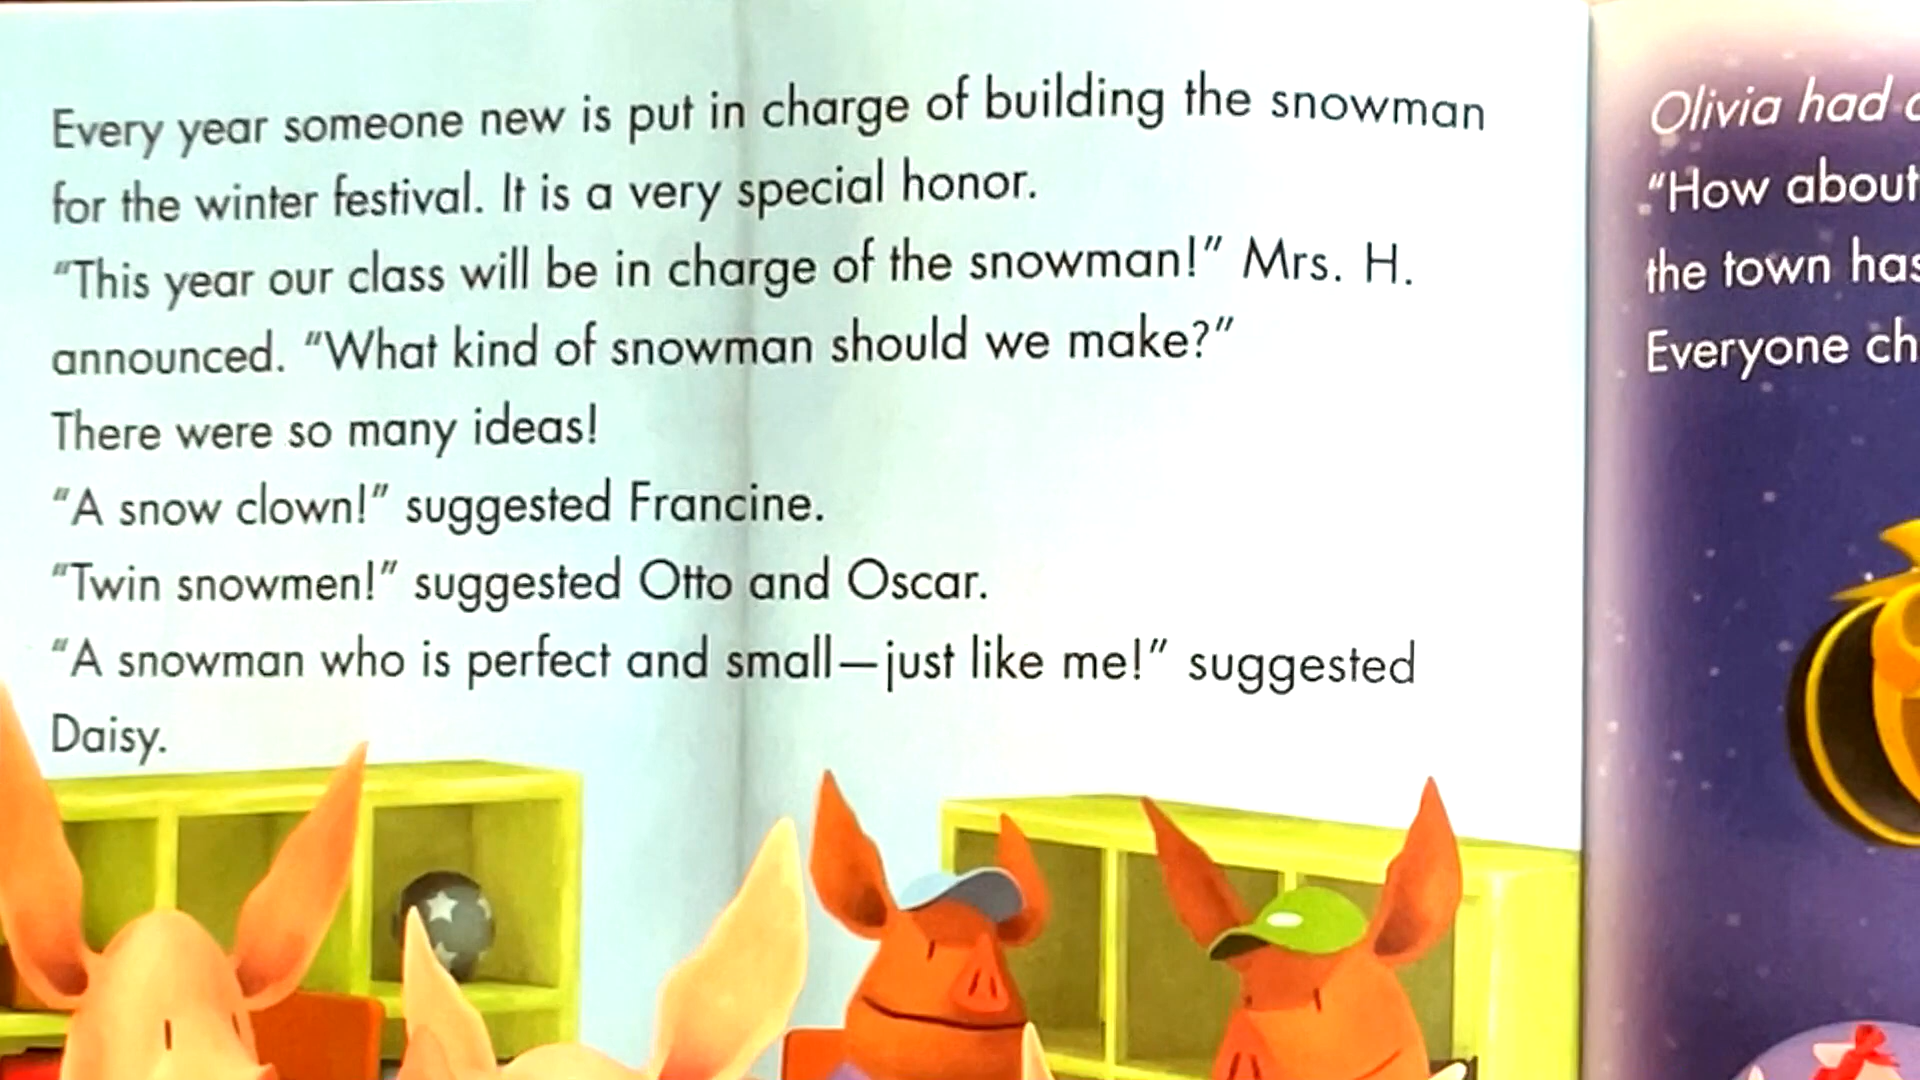 Every year someone new is put in charge of building the snowman
for the winter festival. It is a very special honor.
"This year our class will be in charge of the snowman!" Mrs. H.
announced. "What kind of snowman should we make?"
There were so many ideas!
"A snow clown!" suggested Francine.
"Twin snowmen!" suggested Otto and Oscar.
"A snowman who is perfect and small—just like me!" suggested
Daisy.
Olivia had
"How about
the town has
Everyone